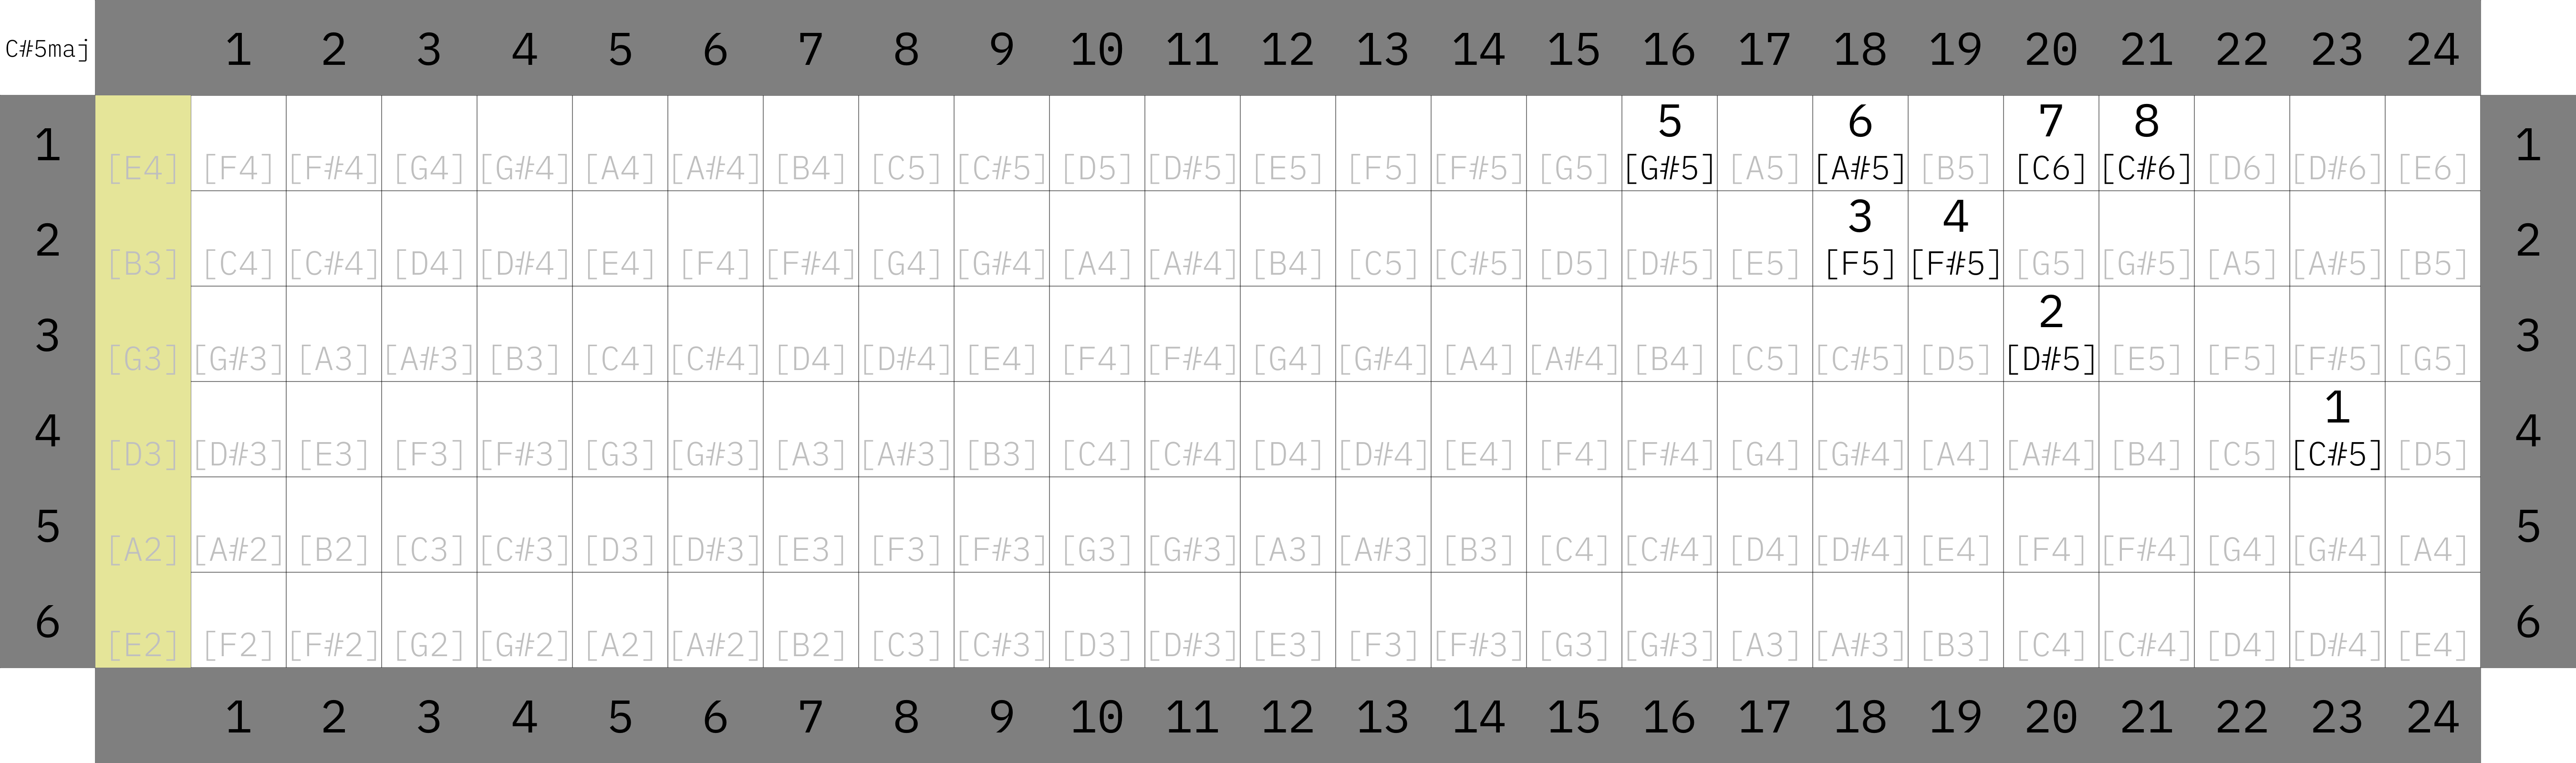 C#5maj 1 2 3 4 5 6 7 8 9 10 11 12 13 14 15 16 17 18 19 20 21 22 23 24
5 6 7 8
1 [E4] [F4] [F#4] [G4] [G#4] [A4] [A#4] [B4] [C5] [C#5] [D5] [D#5] [E5] [F5] [F#5] [G5] [G#5] [A5] [A#5] [B5] [C6] [C#6] [D6] [D#6] [E6] 1
3 4
2 [B3] [C4] [C#4] [D4] [D#4] [E4] [F4] [F#4] [G4] [G#4] [A4] [A#4] [B4] [C5] [C#5] [D5] [D#5] [E5] [F5] [F#5] [G5] [G#5] [A5] [A#5] [B5] 2
2
3 [G3] [G#3] [A3] [A#3] [B3] [C4] [C#4] [D4] [D#4] [E4] [F4] [F#4] [G4] [G#4] [A4] [A#4] [B4] [C5] [C#5] [D5] [D#5] [E5] [F5] [F#5] [G5] 3
1
4 [D3] [D#3] [E3] [F3] [F#3] [G3] [G#3] [A3] [A#3] [B3] [C4] [C#4] [D4] [D#4] [E4] [F4] [F#4] [G4] [G#4] [A4] [A#4] [B4] [C5] [C#5] [D5] 4
5 [A2] [A#2] [B2] [C3] [C#3] [D3] [D#3] [E3] [F3] [F#3] [G3] [G#3] [A3] [A#3] [B3] [C4] [C#4] [D4] [D#4] [E4] [F4] [F#4] [G4] [G#4] [A4] 5
6 [E2] [F2] [F#2] [G2] [G#2] [A2] [A#2] [B2] [C3] [C#3] [D3] [D#3] [E3] [F3] [F#3] [G3] [G#3] [A3] [A#3] [B3] [C4] [C#4] [D4] [D#4] [E4] 6
1 2 3 4 5 6 7 8 9 10 11 12 13 14 15 16 17 18 19 20 21 22 23 24